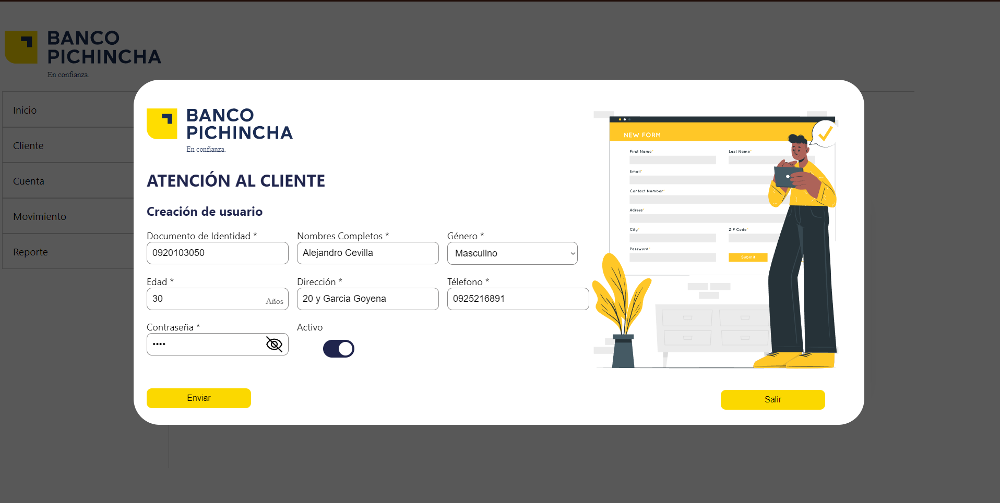 BANCO
PICHINCHA
En confianza.
Inicio
Cliente
Cuenta
Movimiento
Reporte
BANCO
PICHINCHA
En confianza.
ATENCIÓN AL CLIENTE
Creación de usuario
Documento de Identidad * Nombres Completos * Género *
0920103050 Alejandro Cevilla Masculino
Edad * Dirección * Télefono *
30 Años 20 y Garcia Goyena 0925216891
Contraseña * Activo
••••
Enviar
Salir
NEW FORM
First Name* Last Name*
Email*
Contact Number*
Adress*
City* ZIP Code*
Password*
Submit